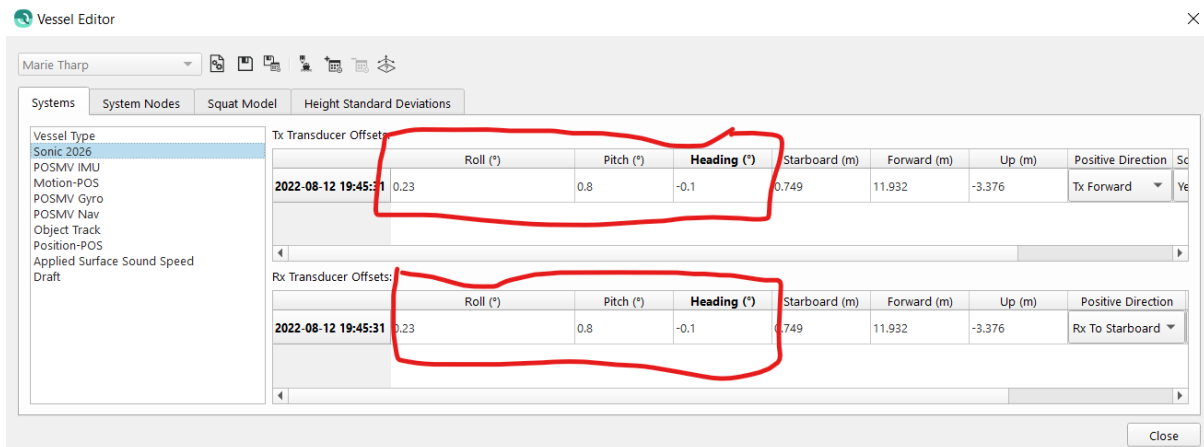 Vessel Editor
Marie Tharp
Systems System Nodes Squat Model Height Standard Deviations
Vessel Type
Sonic 2026
POSMV IMU
Motion-POS
POSMV Gyro
POSMV Nav
Object Track
Position-POS
Applied Surface Sound Speed
Draft
Tx Transducer Offsets:
Roll (°) Pitch (°) Heading (°) Starboard (m) Forward (m) Up (m) Positive Direction Sc
2022-08-12 19:45:31 0.23 0.8 -0.1 0.749 11.932 -3.376 Tx Forward Ye
Rx Transducer Offsets:
Roll (°) Pitch (°) Heading (°) Starboard (m) Forward (m) Up (m) Positive Direction
2022-08-12 19:45:31 0.23 0.8 -0.1 0.749 11.932 -3.376 Rx To Starboard
Close